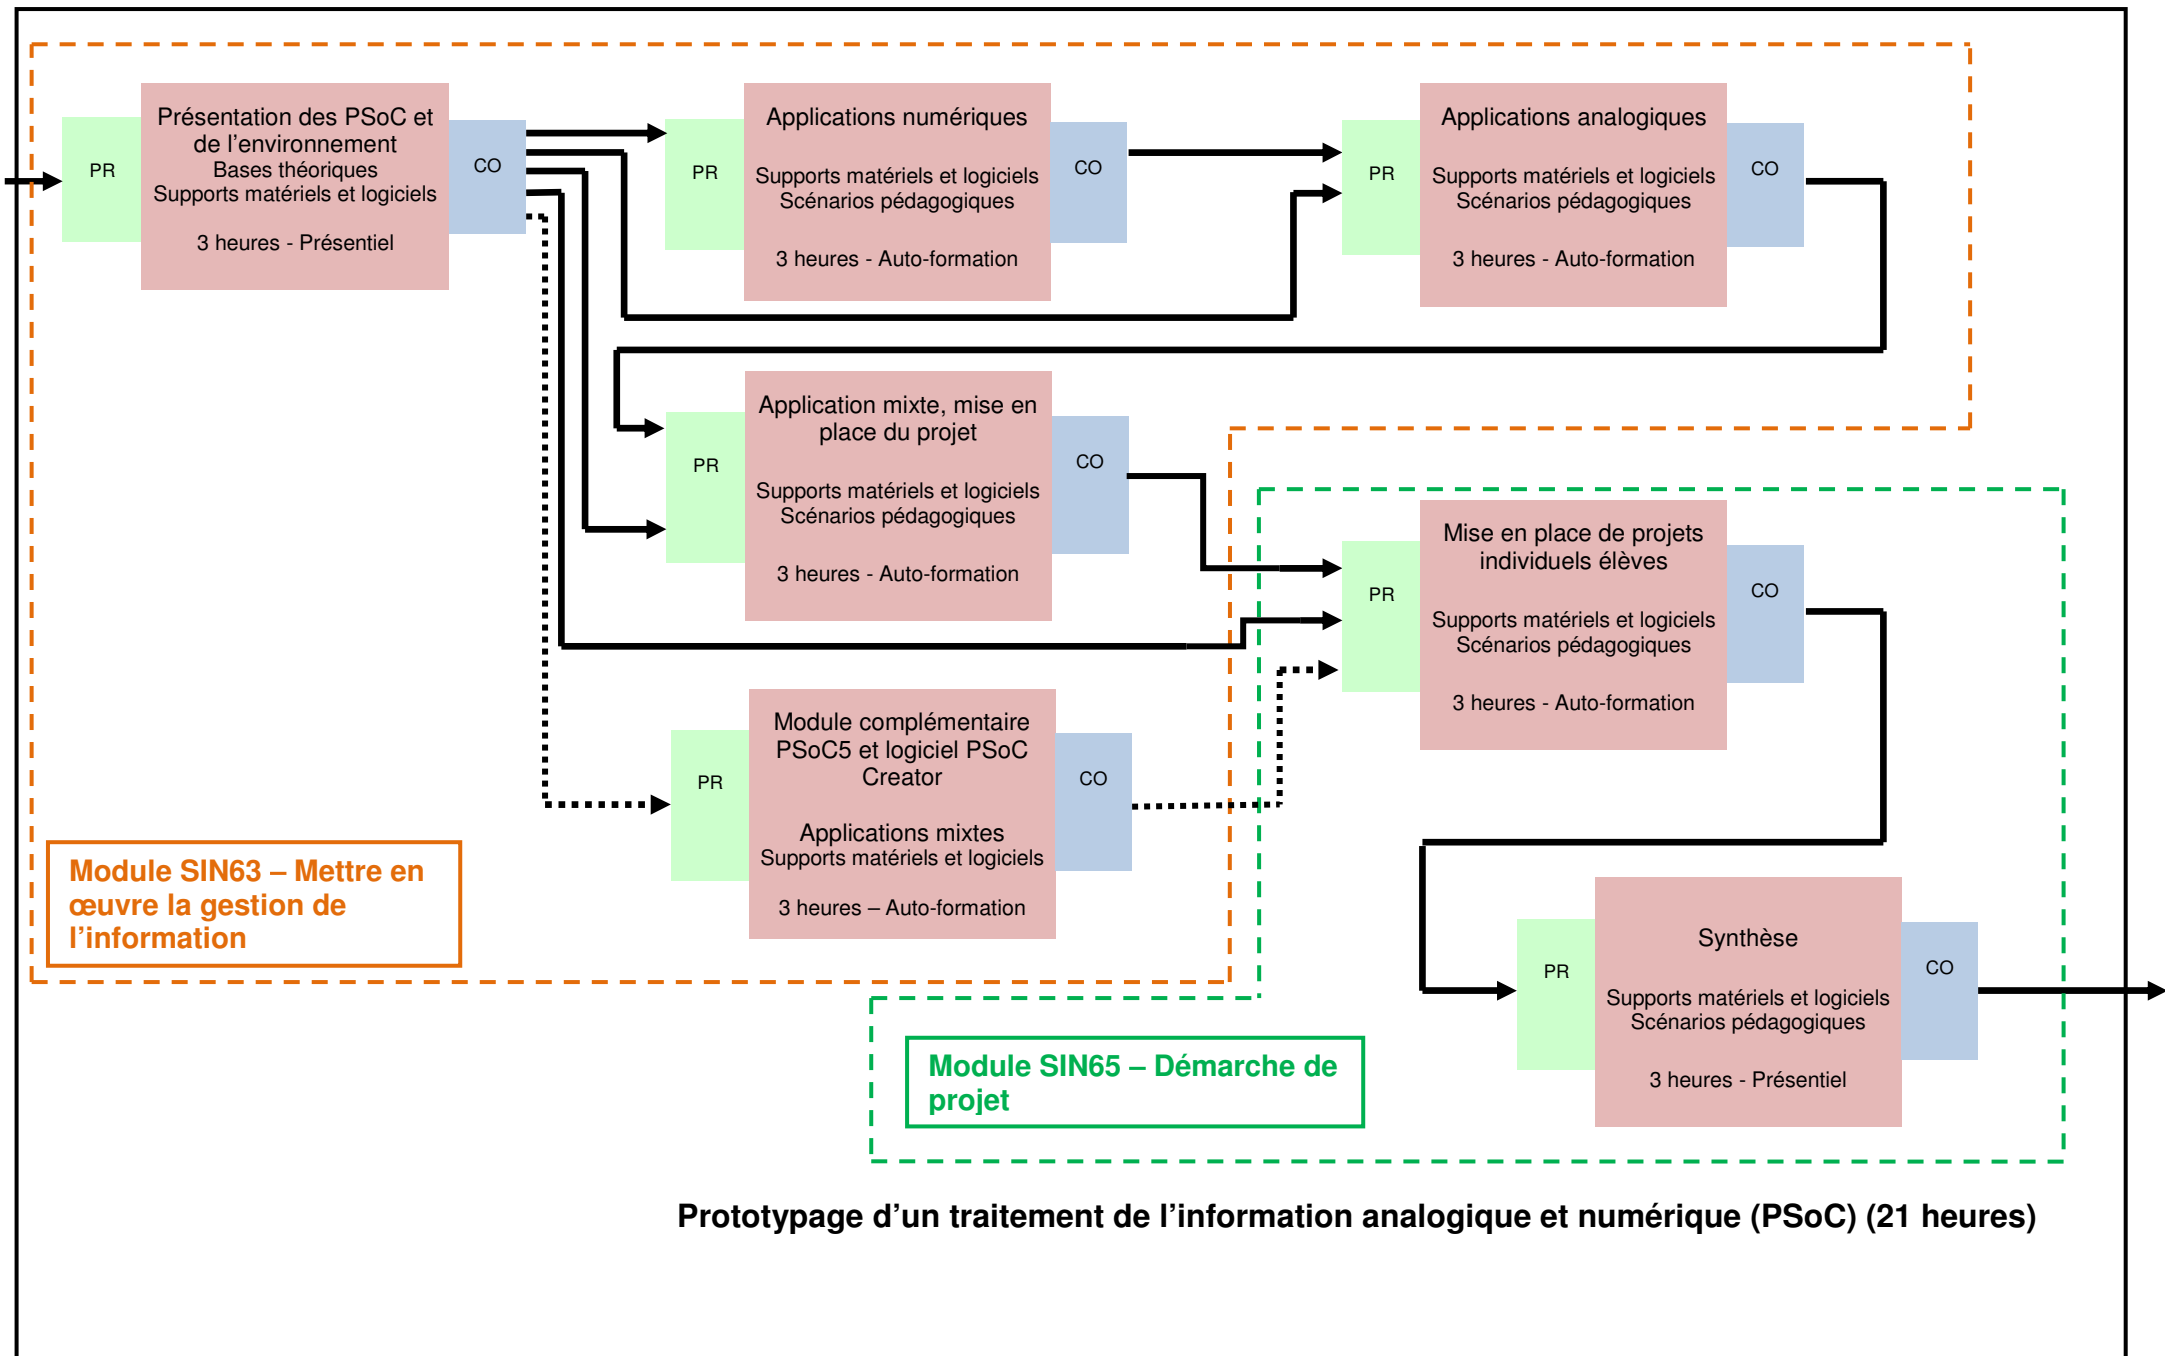 PR
Présentation des PSoC et
de l'environnement
Bases théoriques
Supports matériels et logiciels
3 heures - Présentiel
CO
PR
Applications numériques
Supports matériels et logiciels
Scénarios pédagogiques
3 heures - Auto-formation
CO
PR
Applications analogiques
Supports matériels et logiciels
Scénarios pédagogiques
3 heures - Auto-formation
CO
PR
Application mixte, mise en
place du projet
Supports matériels et logiciels
Scénarios pédagogiques
3 heures - Auto-formation
CO
PR
Mise en place de projets
individuels élèves
Supports matériels et logiciels
Scénarios pédagogiques
3 heures - Auto-formation
CO
PR
Module complémentaire
PSoC5 et logiciel PSoC
Creator
Applications mixtes
Supports matériels et logiciels
3 heures – Auto-formation
CO
Module SIN63 – Mettre en
œuvre la gestion de
l'information
PR
Synthèse
Supports matériels et logiciels
Scénarios pédagogiques
3 heures - Présentiel
CO
Module SIN65 – Démarche de
projet
Prototypage d'un traitement de l'information analogique et numérique (PSoC) (21 heures)